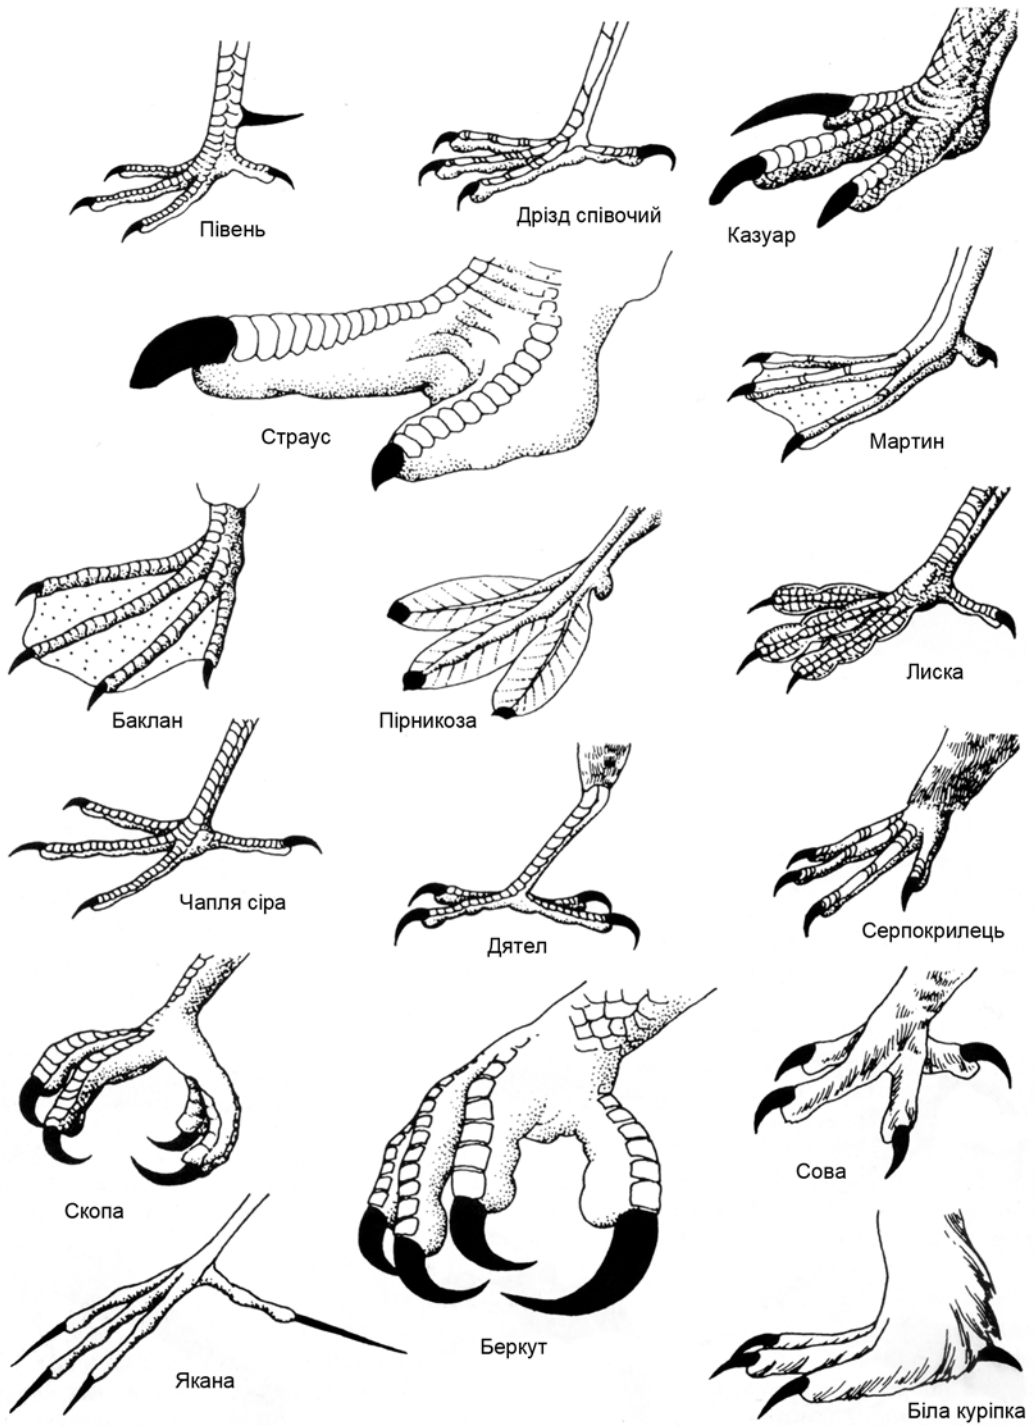 Півень
Дрізд співочий
Казуар
Страус
Мартин
Баклан
Пірникоза
Лиска
Чапля сіра
Дятел
Серпокрилець
Скопа
Сова
Беркут
Якана
Біла куріпка